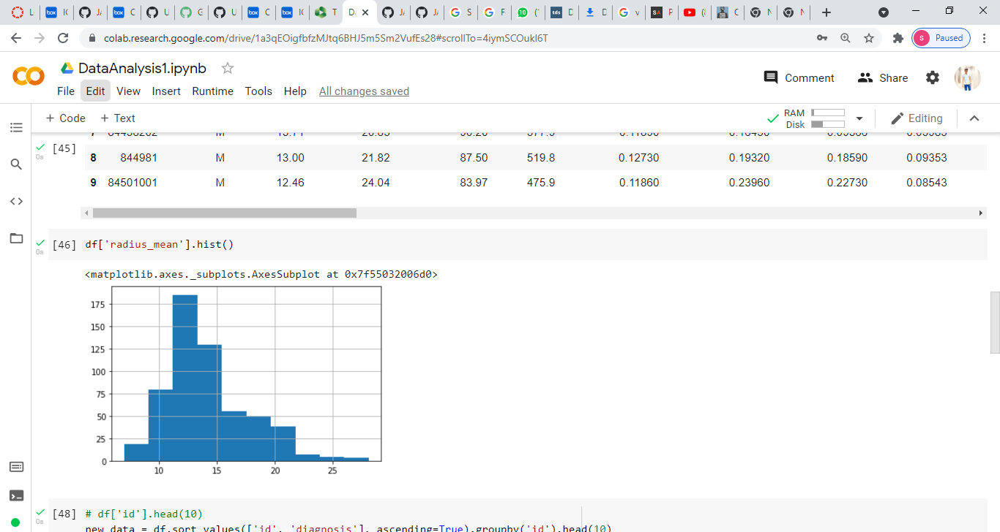 colab.research.google.com/drive/1a3qEOigfbfzMJtq6BHJ5m5Sm2VufEs28#scrollTo=4iymSCOukI6T
Paused
DataAnalysis1.ipynb
File Edit View Insert Runtime Tools Help All changes saved
Comment Share
+ Code + Text
RAM
Disk
Editing
[45]
0s
8 844981 M 13.00 21.82 87.50 519.8 0.12730 0.19320 0.18590 0.09353
9 84501001 M 12.46 24.04 83.97 475.9 0.11860 0.23960 0.22730 0.08543
[46] df['radius_mean'].hist()
0s
<matplotlib.axes._subplots.AxesSubplot at 0x7f55032006d0>
175
150
125
100
75
50
25
0
10 15 20 25
[48] # df['id'].head(10)
0s
new_data = df.sort_values(['id', 'diagnosis'], ascending=True).groupby('id').head(10)